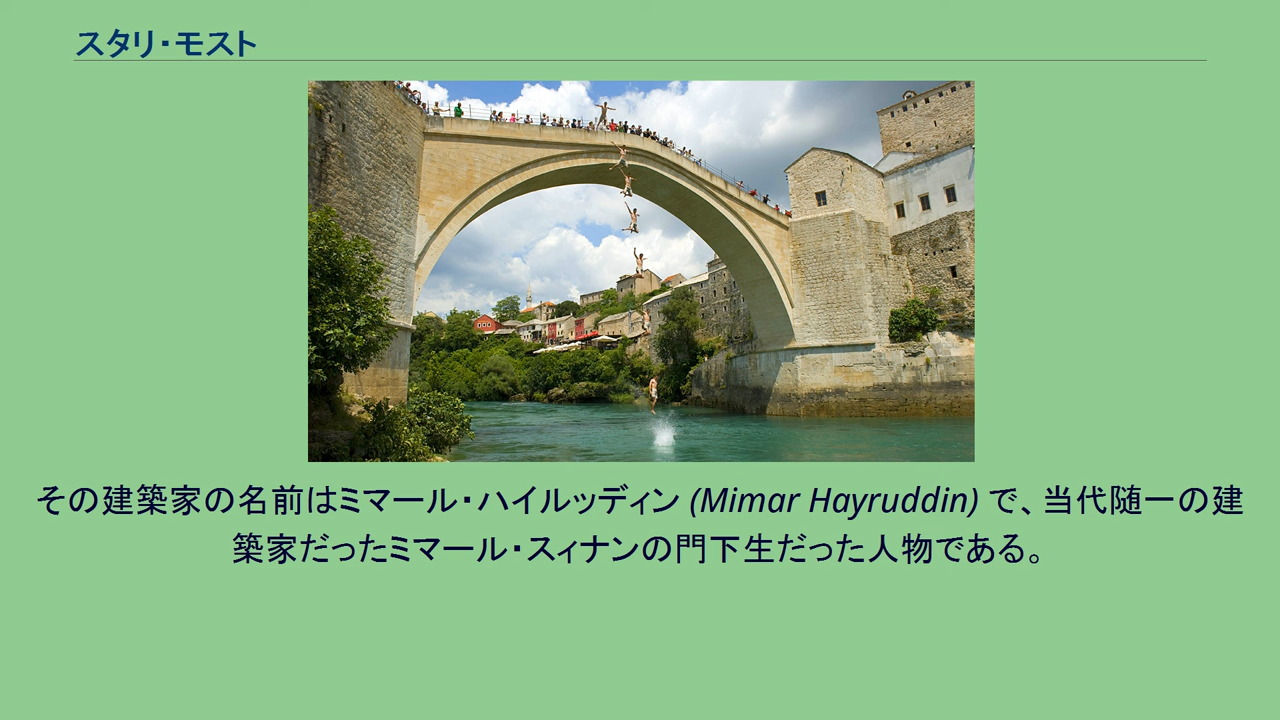 スタリ・モスト
その建築家の名前はミマール・ハイルッディン (Mimar Hayruddin) で、当代随一の建
築家だったミマール・スィナンの門下生だった人物である。